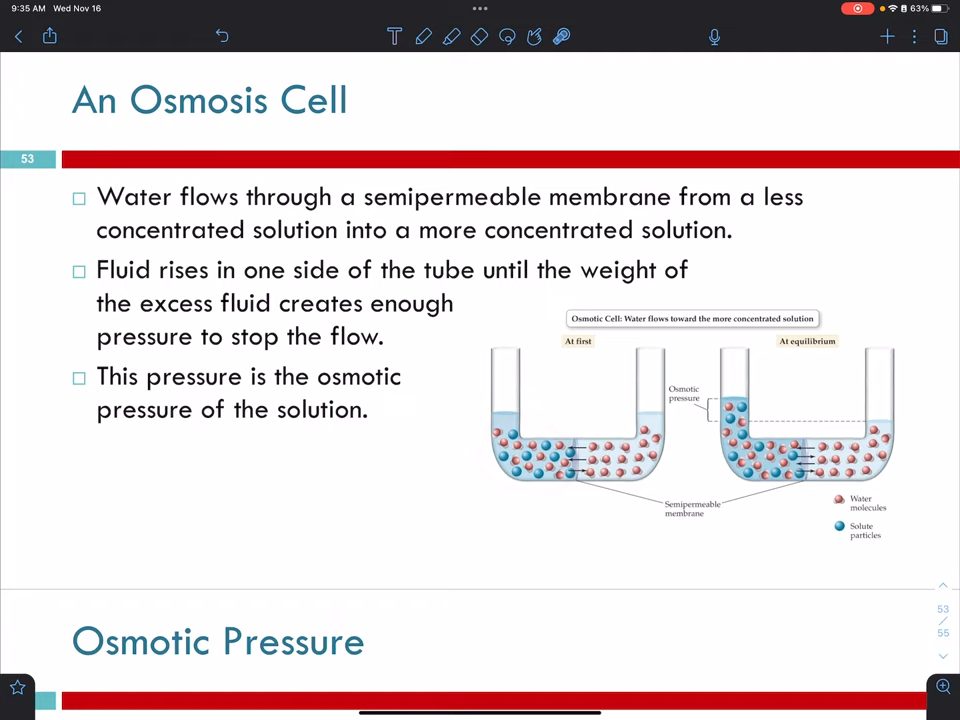 9:35 AM Wed Nov 16
63%
An Osmosis Cell
53
Water flows through a semipermeable membrane from a less
concentrated solution into a more concentrated solution.
Fluid rises in one side of the tube until the weight of
the excess fluid creates enough
pressure to stop the flow.
This pressure is the osmotic
pressure of the solution.
Osmotic Cell: Water flows toward the more concentrated solution
At first
At equilibrium
Osmotic
pressure
Semipermeable
membrane
Water
molecules
Solute
particles
53
/
55
Osmotic Pressure